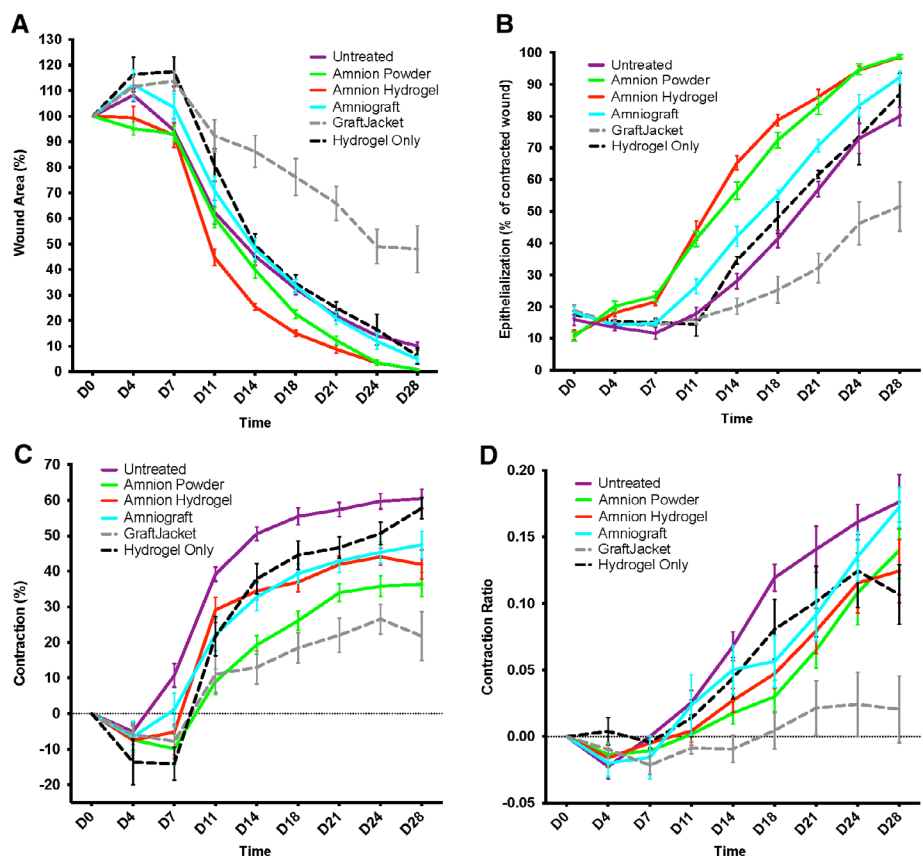 A
Wound Area (%)
130
120
110
100
90
80
70
60
50
40
30
20
10
0
Untreated
Amnion Powder
Amnion Hydrogel
Amniograft
GraftJacket
Hydrogel Only
D0
D4
D7
D11
D14
D18
D21
D24
D28
Time
B
Epithelialization (% of contracted wound)
100
90
80
70
60
50
40
30
20
10
0
Untreated
Amnion Powder
Amnion Hydrogel
Amniograft
GraftJacket
Hydrogel Only
D0
D4
D7
D11
D14
D18
D21
D24
D28
Time
C
Contraction (%)
70
60
50
40
30
20
10
0
-10
-20
Untreated
Amnion Powder
Amnion Hydrogel
Amniograft
GraftJacket
Hydrogel Only
D0
D4
D7
D11
D14
D18
D21
D24
D28
Time
D
Contraction Ratio
0.20
0.15
0.10
0.05
0.00
-0.05
Untreated
Amnion Powder
Amnion Hydrogel
Amniograft
GraftJacket
Hydrogel Only
D0
D4
D7
D11
D14
D18
D21
D24
D28
Time